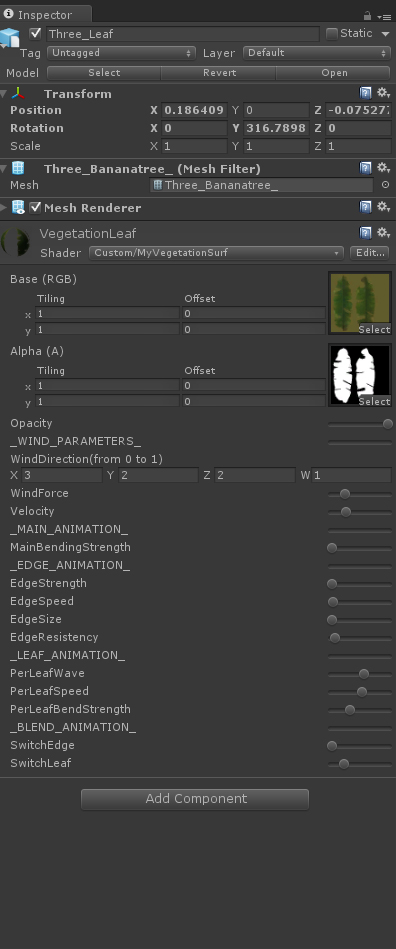 Inspector
Three_Leaf Static
Tag Untagged Layer Default
Model Select Revert Open
Transform
Position X 0.186409 Y 0 Z -0.07527
Rotation X 0 Y 316.7898 Z 0
Scale X 1 Y 1 Z 1
Three_Bananatree_ (Mesh Filter)
Mesh Three_Bananatree_
Mesh Renderer
VegetationLeaf
Shader Custom/MyVegetationSurf Edit...
Base (RGB)
Tiling Offset
x 1 0
y 1 0
Select
Alpha (A)
Tiling Offset
x 1 0
y 1 0
Select
Opacity
_WIND_PARAMETERS_
WindDirection(from 0 to 1)
X 3 Y 2 Z 2 W 1
WindForce
Velocity
_MAIN_ANIMATION_
MainBendingStrength
_EDGE_ANIMATION_
EdgeStrength
EdgeSpeed
EdgeSize
EdgeResistency
_LEAF_ANIMATION_
PerLeafWave
PerLeafSpeed
PerLeafBendStrength
_BLEND_ANIMATION_
SwitchEdge
SwitchLeaf
Add Component